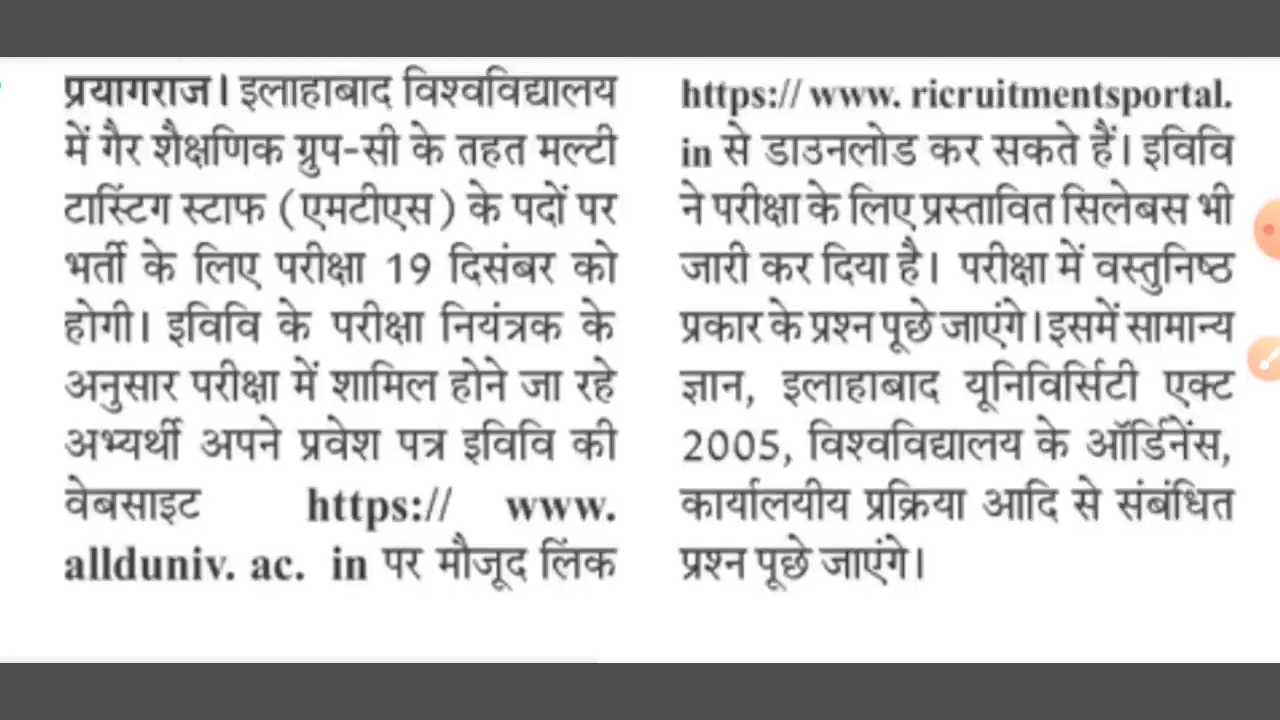 प्रयागराज। इलाहाबाद विश्वविद्यालय
में गैर शैक्षणिक ग्रुप-सी के तहत मल्टी
टास्टिंग स्टाफ (एमटीएस) के पदों पर
भर्ती के लिए परीक्षा 19 दिसंबर को
होगी। इविवि के परीक्षा नियंत्रक के
अनुसार परीक्षा में शामिल होने जा रहे
अभ्यर्थी अपने प्रवेश पत्र इविवि की
वेबसाइट https:// www.
allduniv. ac. in पर मौजूद लिंक
https:// www. ricruitmentsportal.
in से डाउनलोड कर सकते हैं। इविवि
ने परीक्षा के लिए प्रस्तावित सिलेबस भी
जारी कर दिया है। परीक्षा में वस्तुनिष्ठ
प्रकार के प्रश्न पूछे जाएंगे। इसमें सामान्य
ज्ञान, इलाहाबाद यूनिविर्सिटी एक्ट
2005, विश्वविद्यालय के ऑर्डिनेंस,
कार्यालयीय प्रक्रिया आदि से संबंधित
प्रश्न पूछे जाएंगे।